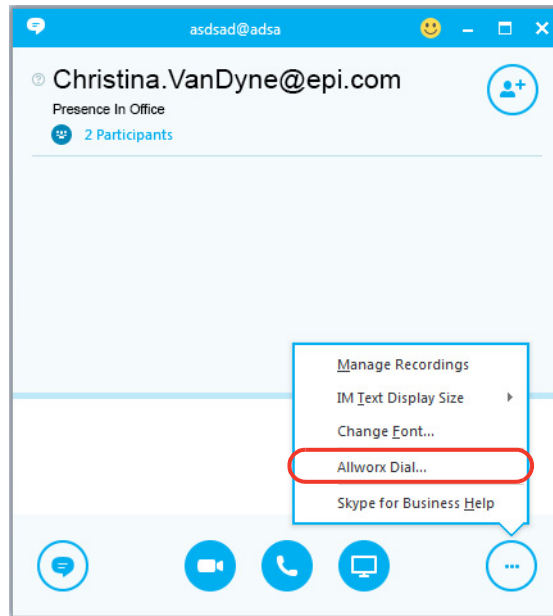 asdsad@adsa
Christina.VanDyne@epi.com
Presence In Office
2 Participants
Manage Recordings
IM Text Display Size
Change Font...
Allworx Dial...
Skype for Business Help